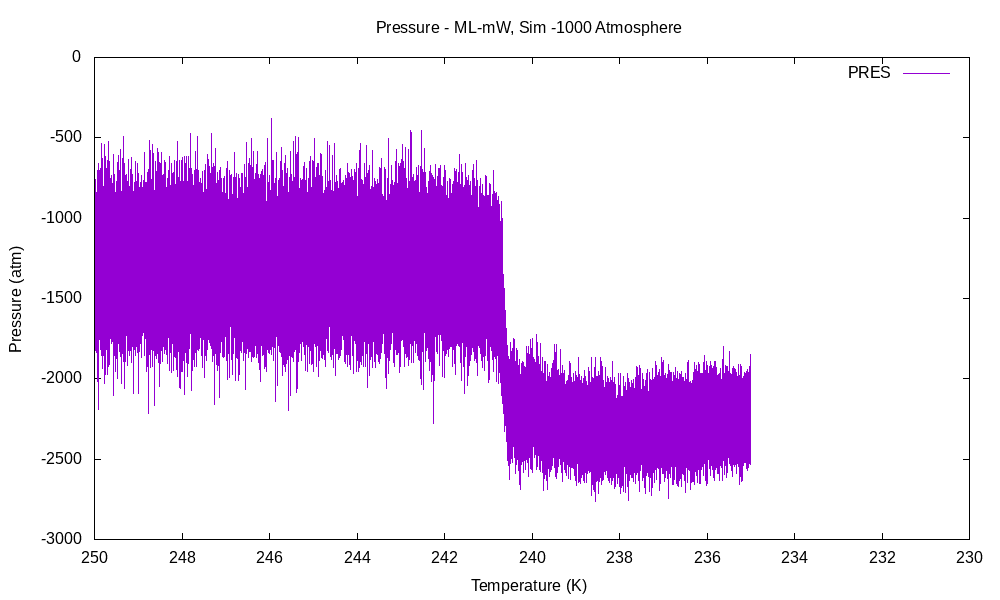 Pressure - ML-mW, Sim -1000 Atmosphere
PRES
0
-500
-1000
-1500
-2000
-2500
-3000
Pressure (atm)
250 248 246 244 242 240 238 236 234 232 230
Temperature (K)